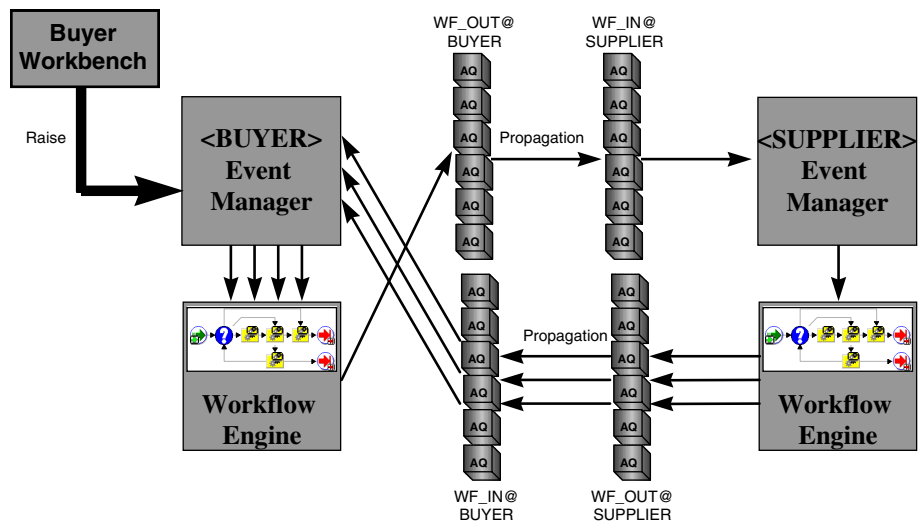 Buyer
Workbench
Raise
<BUYER>
Event
Manager
WF_OUT@
BUYER
AQ
AQ
AQ
AQ
AQ
AQ
Propagation
WF_IN@
SUPPLIER
AQ
AQ
AQ
AQ
AQ
AQ
<SUPPLIER>
Event
Manager
?
Workflow
Engine
AQ
AQ
AQ
AQ
AQ
AQ
WF_IN@
BUYER
Propagation
AQ
AQ
AQ
AQ
AQ
AQ
WF_OUT@
SUPPLIER
?
Workflow
Engine